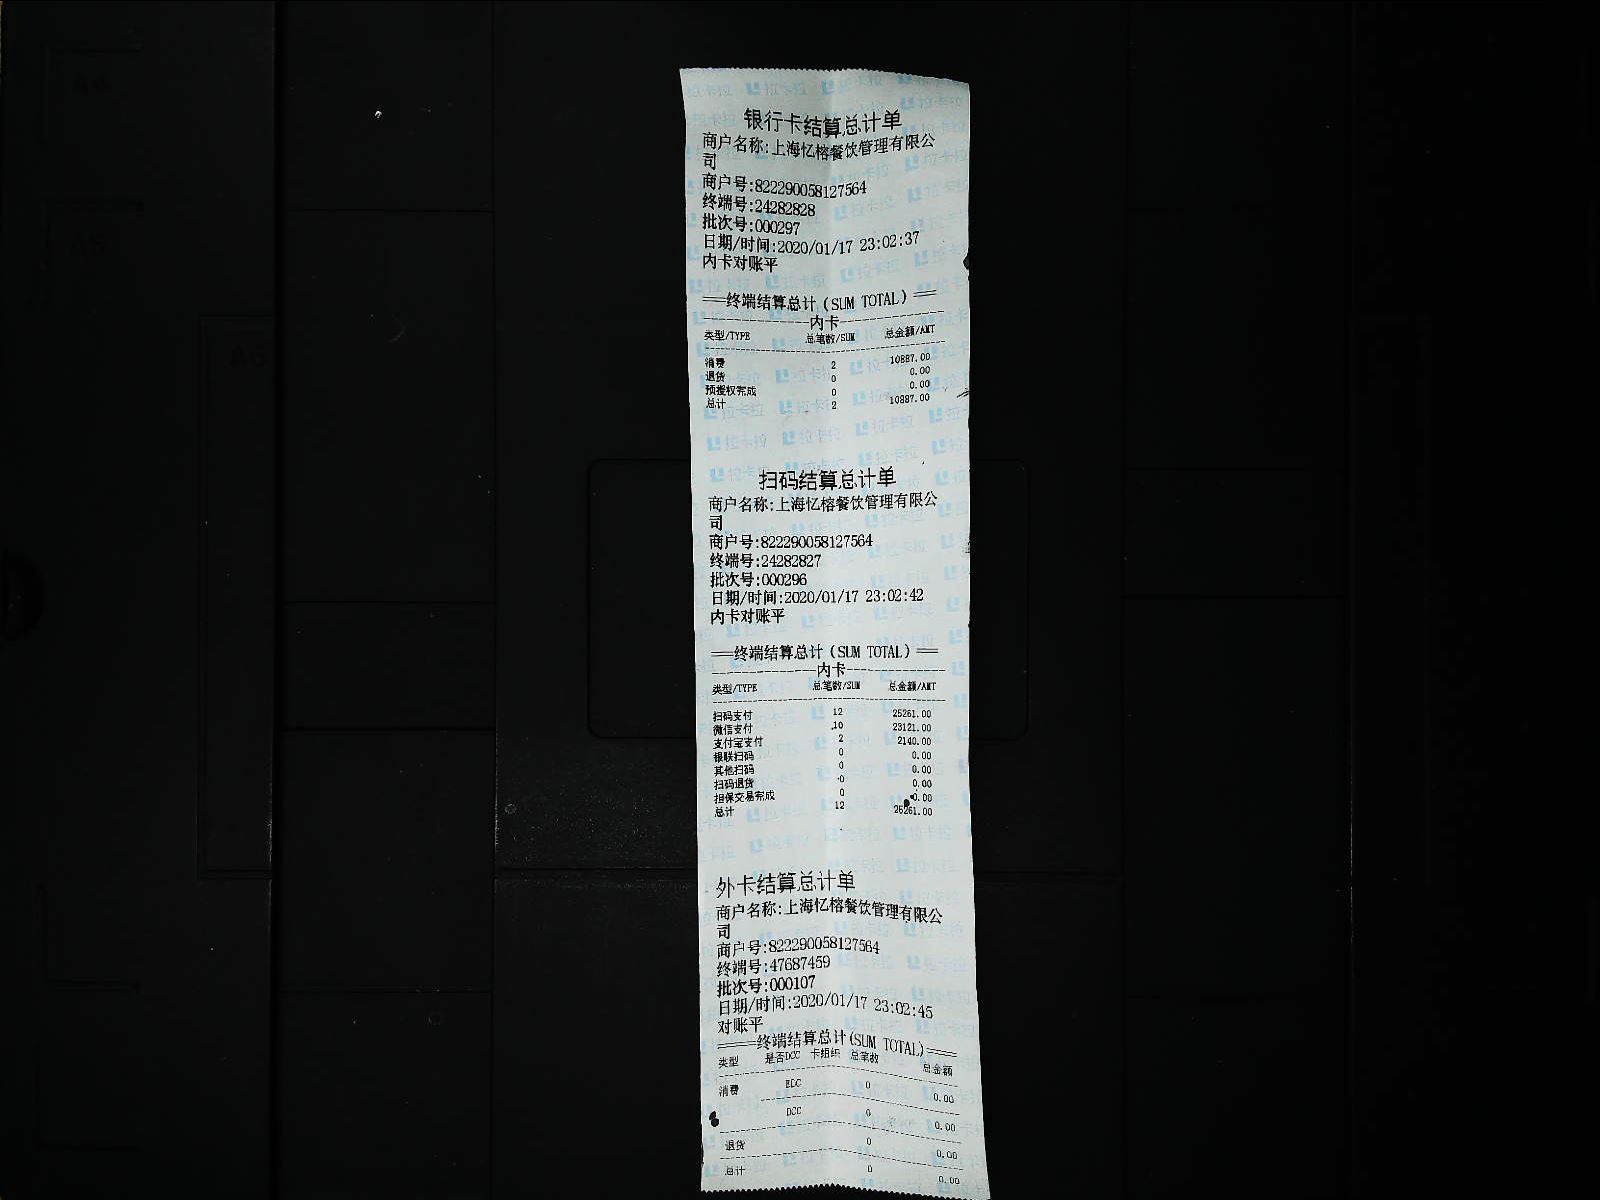 银行卡结算总计单
商户名称:上海忆榕餐饮管理有限公
司
商户号:822290058127564
终端号:24282828
批次号:000297
日期/时间:2020/01/17 23:02:37
内卡对账平
==终端结算总计(SUM TOTAL)==
内卡
类型/TYPE 总笔数/SUM 总金额/AMT
消费 2 10887.00
退货 0 0.00
预授权完成 0 0.00
总计 2 10887.00
扫码结算总计单
商户名称:上海忆榕餐饮管理有限公
司
商户号:822290058127564
终端号:24282827
批次号:000296
日期/时间:2020/01/17 23:02:42
内卡对账平
==终端结算总计(SUM TOTAL)==
内卡
类型/TYPE 总笔数/SUM 总金额/AMT
扫码支付 12 25261.00
微信支付 10 23121.00
支付宝支付 2 2140.00
银联扫码 0 0.00
其他扫码 0 0.00
扫码退货 0 0.00
担保交易完成 0 0.00
总计 12 25261.00
外卡结算总计单
商户名称:上海忆榕餐饮管理有限公
司
商户号:822290058127564
终端号:47687459
批次号:000107
日期/时间:2020/01/17 23:02:45
对账平
====终端结算总计(SUM TOTAL)===
类型 是否DCC 卡组织 总笔数 总金额
消费 EDC 0 0.00
DCC 0 0.00
退货 0 0.00
总计 0 0.00